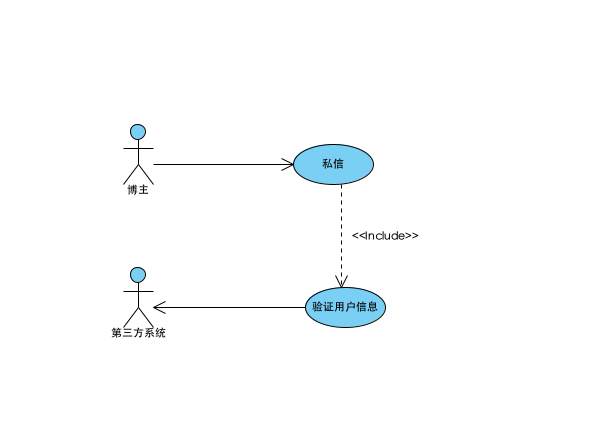 博主
私信
<<Include>>
验证用户信息
第三方系统